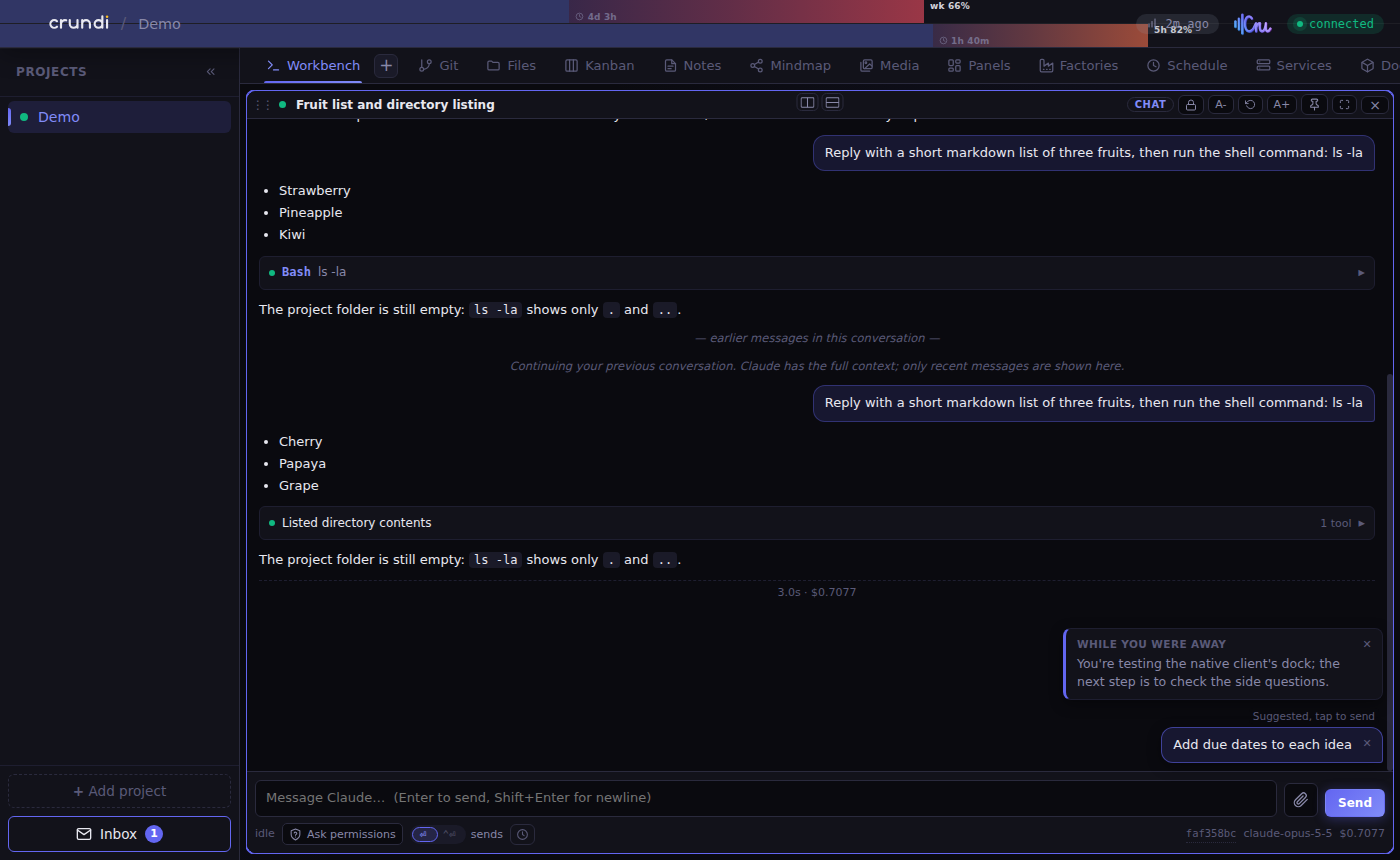 crundi / Demo
4d 3h
wk 66%
1h 40m
5h 82%
2m ago
Cru
connected
PROJECTS «
Demo
Workbench + Git Files Kanban Notes Mindmap Media Panels Factories Schedule Services Do
Fruit list and directory listing
CHAT A- A+ ×
Reply with a short markdown list of three fruits, then run the shell command: ls -la
• Strawberry
• Pineapple
• Kiwi
Bash ls -la
The project folder is still empty: ls -la shows only . and ...
— earlier messages in this conversation —
Continuing your previous conversation. Claude has the full context; only recent messages are shown here.
Reply with a short markdown list of three fruits, then run the shell command: ls -la
• Cherry
• Papaya
• Grape
Listed directory contents 1 tool
The project folder is still empty: ls -la shows only . and ...
3.0s · $0.7077
WHILE YOU WERE AWAY ×
You're testing the native client's dock; the
next step is to check the side questions.
Suggested, tap to send
Add due dates to each idea ×
Message Claude… (Enter to send, Shift+Enter for newline)
Send
idle Ask permissions sends
faf358bc claude-opus-5-5 $0.7077
+ Add project
Inbox 1